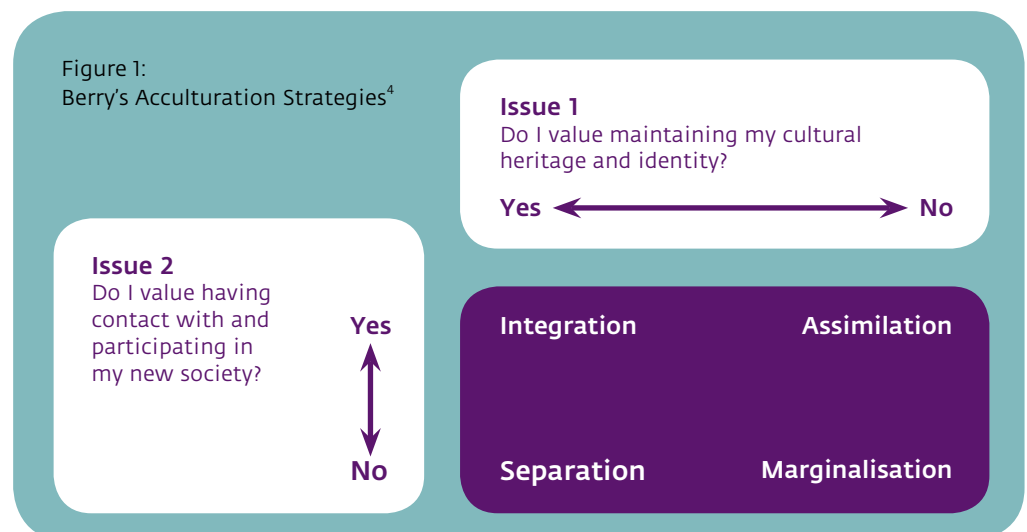 Figure 1:
Berry's Acculturation Strategies4
Issue 1
Do I value maintaining my cultural
heritage and identity?
Yes No
Issue 2
Do I value having
contact with and
participating in
my new society?
Yes
No
Integration Assimilation
Separation Marginalisation